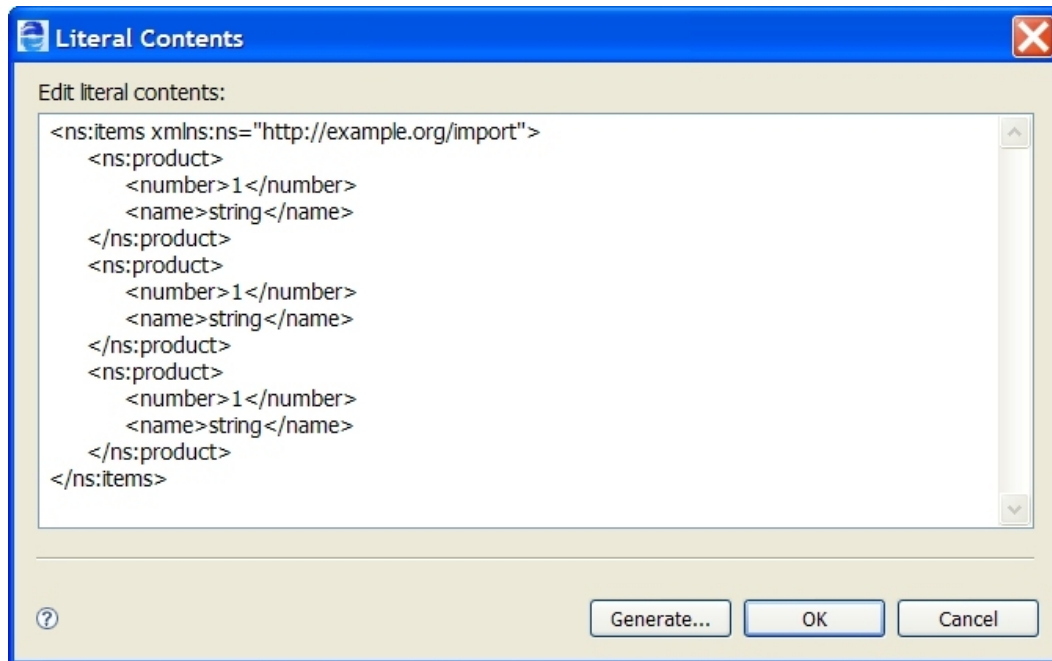 Literal Contents
Edit literal contents:
<ns:items xmlns:ns="http://example.org/import">
<ns:product>
<number>1</number>
<name>string</name>
</ns:product>
<ns:product>
<number>1</number>
<name>string</name>
</ns:product>
<ns:product>
<number>1</number>
<name>string</name>
</ns:product>
</ns:items>
? Generate... OK Cancel